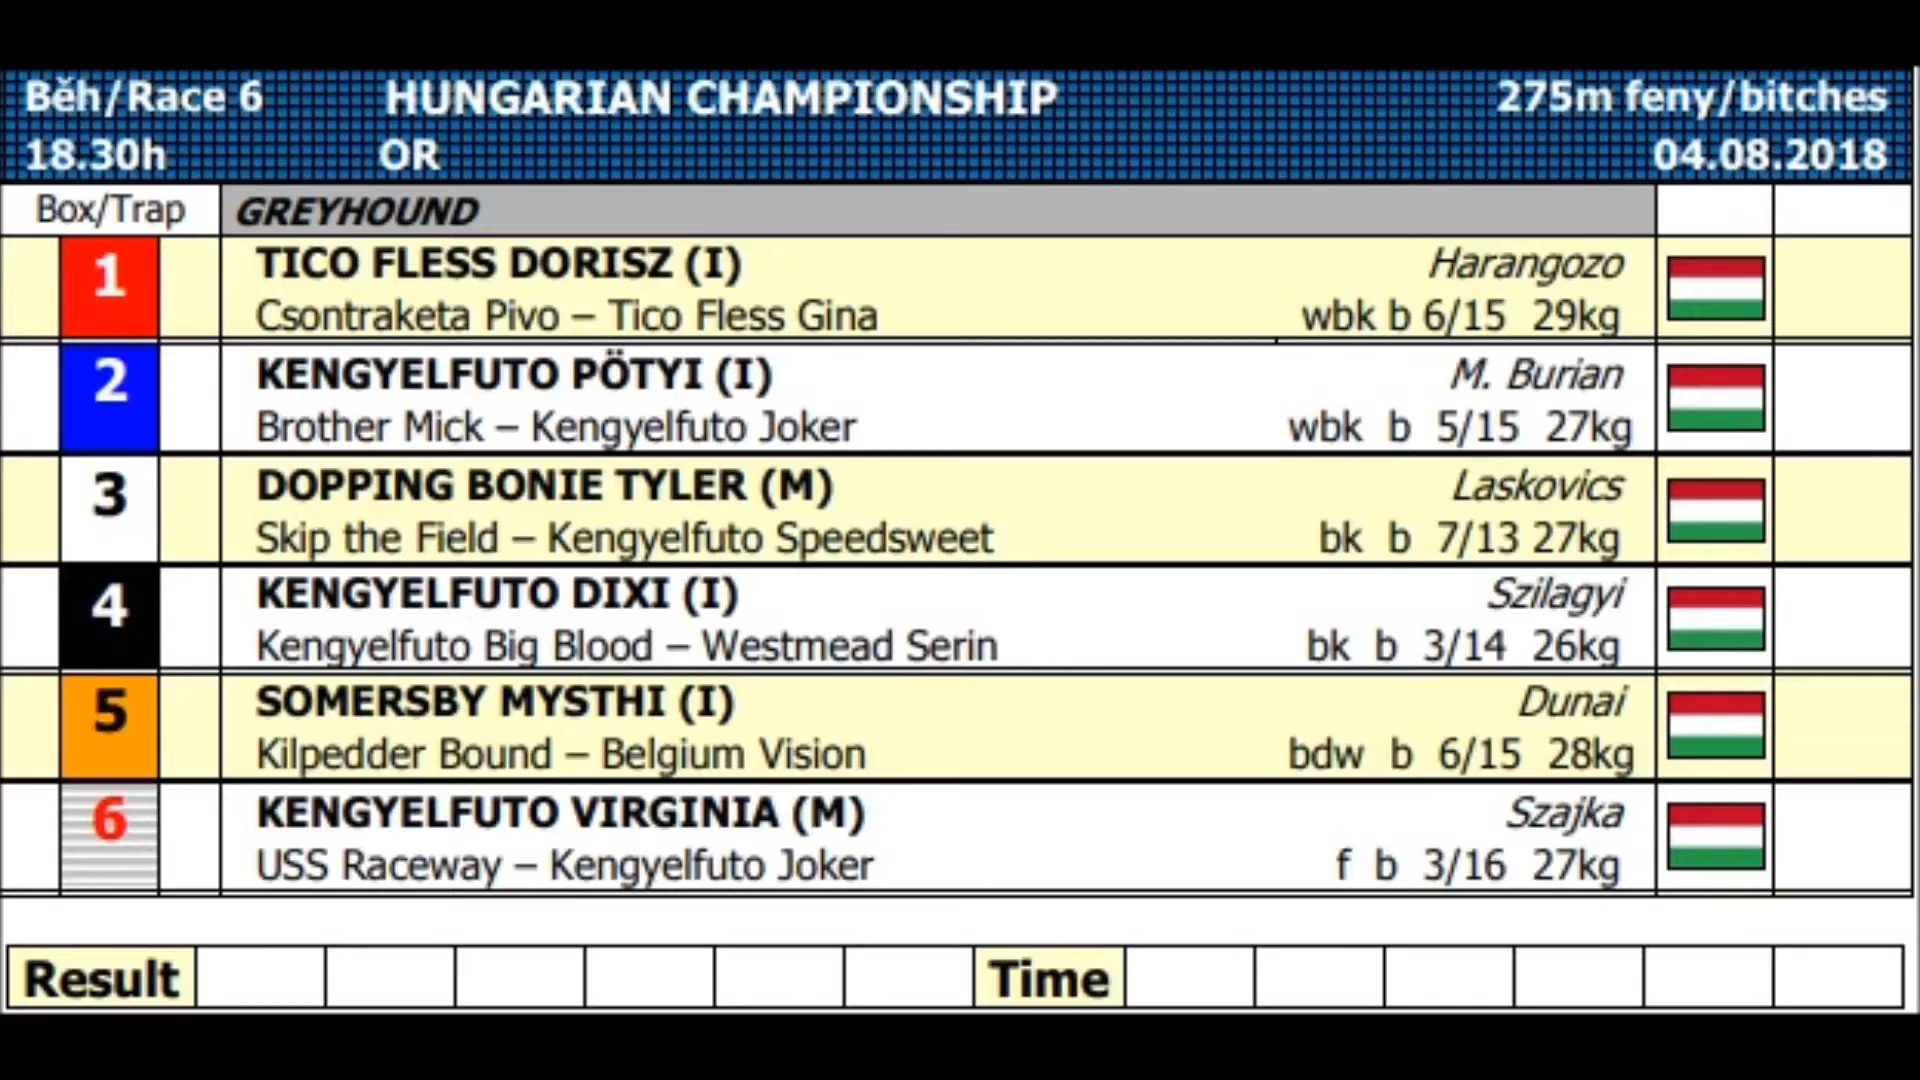 Běh/Race 6 HUNGARIAN CHAMPIONSHIP 275m feny/bitches
18.30h OR 04.08.2018
Box/Trap GREYHOUND
1 TICO FLESS DORISZ (I) Harangozo
Csontraketa Pivo – Tico Fless Gina wbk b 6/15 29kg
2 KENGYELFUTO PÖTYI (I) M. Burian
Brother Mick – Kengyelfuto Joker wbk b 5/15 27kg
3 DOPPING BONIE TYLER (M) Laskovics
Skip the Field – Kengyelfuto Speedsweet bk b 7/13 27kg
4 KENGYELFUTO DIXI (I) Szilagyi
Kengyelfuto Big Blood – Westmead Serin bk b 3/14 26kg
5 SOMERSBY MYSTHI (I) Dunai
Kilpedder Bound – Belgium Vision bdw b 6/15 28kg
6 KENGYELFUTO VIRGINIA (M) Szajka
USS Raceway – Kengyelfuto Joker f b 3/16 27kg
Result Time